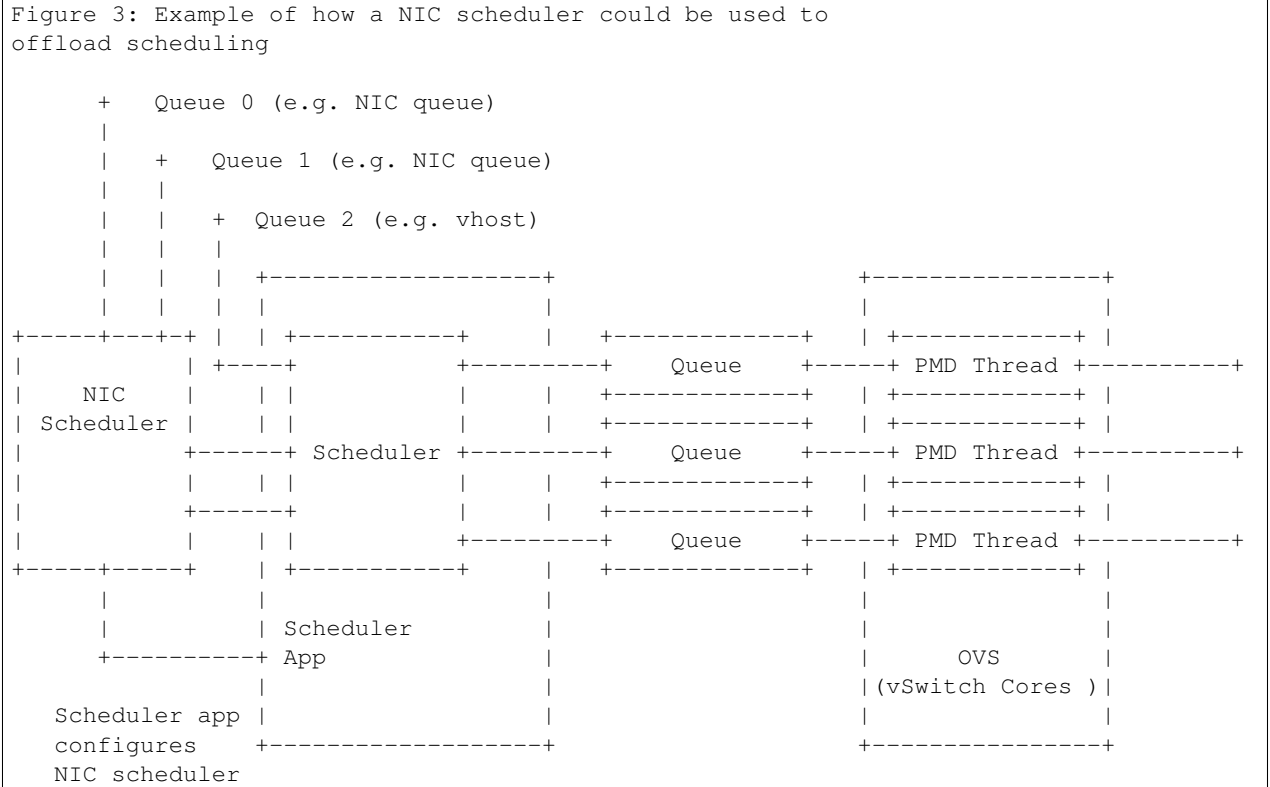 Figure 3: Example of how a NIC scheduler could be used to
offload scheduling
Queue 0 (e.g. NIC queue)
Queue 1 (e.g. NIC queue)
Queue 2 (e.g. vhost)
Queue PMD Thread
NIC
Scheduler
Scheduler Queue PMD Thread
Queue PMD Thread
Scheduler
App OVS
(vSwitch Cores )
Scheduler app
configures
NIC scheduler